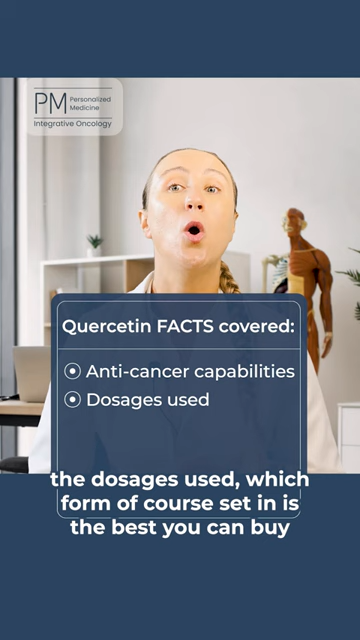 PM Personalized
Medicine
Integrative Oncology
Quercetin FACTS covered:
Anti-cancer capabilities
Dosages used
the dosages used, which
form of course set in is
the best you can buy